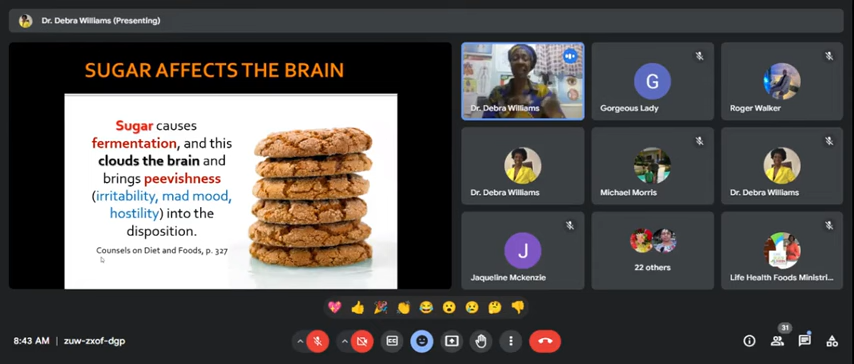 Dr. Debra Williams (Presenting)
SUGAR AFFECTS THE BRAIN
Sugar causes
fermentation, and this
clouds the brain and
brings peevishness
(irritability, mad mood,
hostility) into the
disposition.
Counsels on Diet and Foods, p. 327
Dr. Debra Williams
G
Gorgeous Lady
Roger Walker
Dr. Debra Williams
Michael Morris
Dr. Debra Williams
J
Jaqueline Mckenzie
22 others
Life Health Foods Ministri...
8:43 AM | zuw-zxof-dgp
CC
31